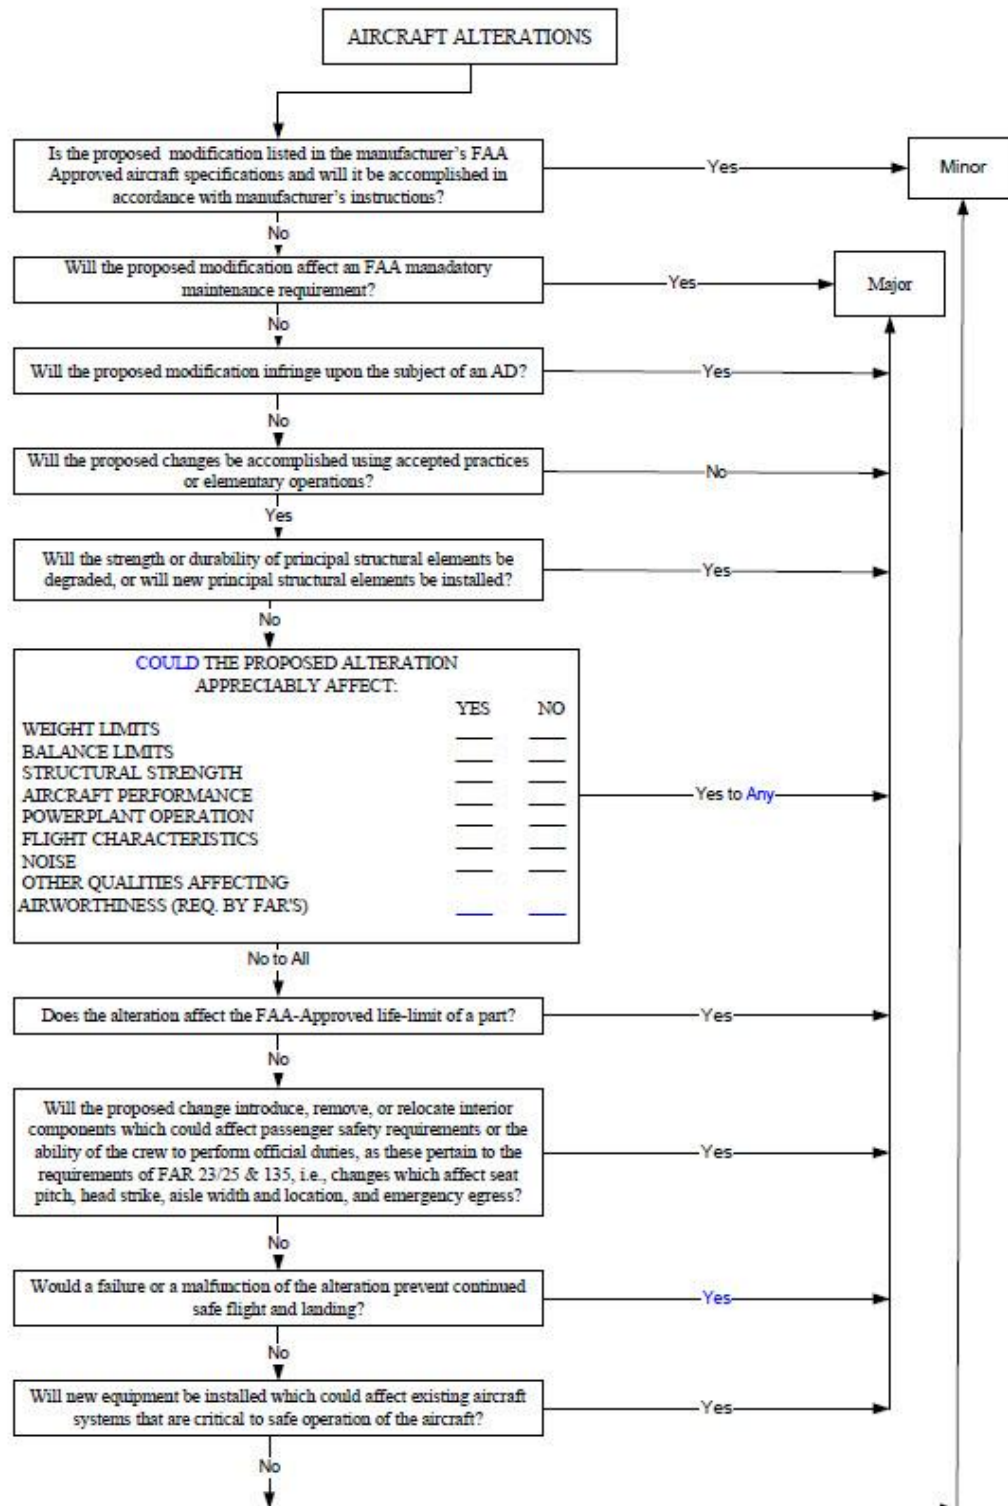 AIRCRAFT ALTERATIONS
Is the proposed modification listed in the manufacturer's FAA
Approved aircraft specifications and will it be accomplished in
accordance with manufacturer's instructions?
Yes
Minor
No
Will the proposed modification affect an FAA manadatory
maintenance requirement?
Yes
Major
No
Will the proposed modification infringe upon the subject of an AD?
Yes
No
Will the proposed changes be accomplished using accepted practices
or elementary operations?
No
Yes
Will the strength or durability of principal structural elements be
degraded, or will new principal structural elements be installed?
Yes
No
COULD THE PROPOSED ALTERATION
APPRECIABLY AFFECT:
YES NO
WEIGHT LIMITS
BALANCE LIMITS
STRUCTURAL STRENGTH
AIRCRAFT PERFORMANCE
POWERPLANT OPERATION
FLIGHT CHARACTERISTICS
NOISE
OTHER QUALITIES AFFECTING
AIRWORTHINESS (REQ. BY FAR'S)
Yes to Any
No to All
Does the alteration affect the FAA-Approved life-limit of a part?
Yes
No
Will the proposed change introduce, remove, or relocate interior
components which could affect passenger safety requirements or the
ability of the crew to perform official duties, as these pertain to the
requirements of FAR 23/25 & 135, i.e., changes which affect seat
pitch, head strike, aisle width and location, and emergency egress?
Yes
No
Would a failure or a malfunction of the alteration prevent continued
safe flight and landing?
Yes
No
Will new equipment be installed which could affect existing aircraft
systems that are critical to safe operation of the aircraft?
Yes
No